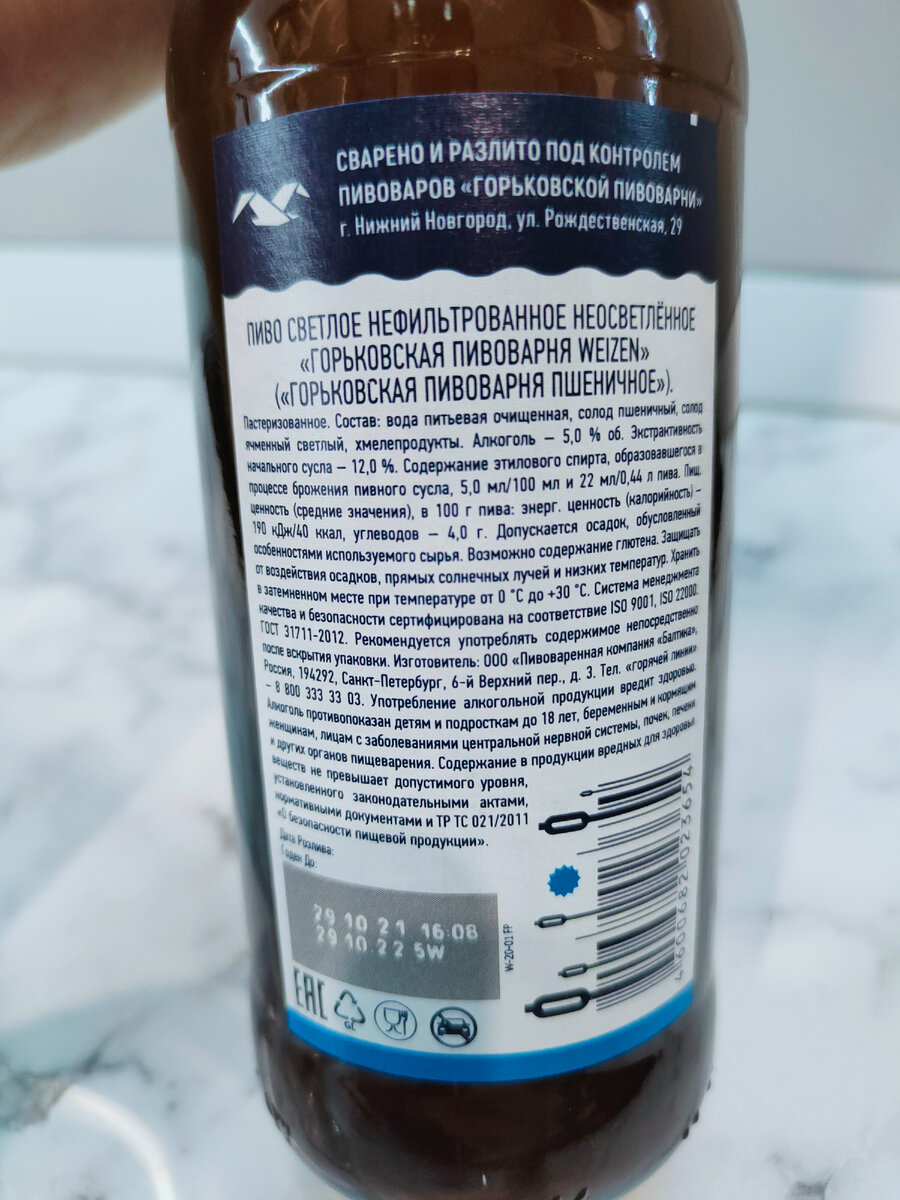 СВАРЕНО И РАЗЛИТО ПОД КОНТРОЛЕМ
ПИВОВАРОВ «ГОРЬКОВСКОЙ ПИВОВАРНИ»
г. Нижний Новгород, ул. Рождественская, 29
ПИВО СВЕТЛОЕ НЕФИЛЬТРОВАННОЕ НЕОСВЕТЛЁННОЕ
«ГОРЬКОВСКАЯ ПИВОВАРНЯ WEIZEN»
(«ГОРЬКОВСКАЯ ПИВОВАРНЯ ПШЕНИЧНОЕ»).
Пастеризованное. Состав: вода питьевая очищенная, солод пшеничный, солод
ячменный светлый, хмелепродукты. Алкоголь – 5,0 % об. Экстрактивность
начального сусла – 12,0 %. Содержание этилового спирта, образовавшегося в
процессе брожения пивного сусла, 5,0 мл/100 мл и 22 мл/0,44 л пива. Пищ.
ценность (средние значения), в 100 г пива: энерг. ценность (калорийность) –
190 кДж/40 ккал, углеводов – 4,0 г. Допускается осадок, обусловленный
особенностями используемого сырья. Возможно содержание глютена. Защищать
от воздействия осадков, прямых солнечных лучей и низких температур. Хранить
в затемненном месте при температуре от 0 °С до +30 °С. Система менеджмента
качества и безопасности сертифицирована на соответствие ISO 9001, ISO 22000.
ГОСТ 31711-2012. Рекомендуется употреблять содержимое непосредственно
после вскрытия упаковки. Изготовитель: ООО «Пивоваренная компания «Балтика»,
Россия, 194292, Санкт-Петербург, 6-й Верхний пер., д. 3. Тел. «горячей линии»
– 8 800 333 33 03. Употребление алкогольной продукции вредит здоровью.
Алкоголь противопоказан детям и подросткам до 18 лет, беременным и кормящим
женщинам, лицам с заболеваниями центральной нервной системы, почек, печени
и других органов пищеварения. Содержание в продукции вредных для здоровья
веществ не превышает допустимого уровня,
установленного законодательными актами,
нормативными документами и ТР ТС 021/2011
«О безопасности пищевой продукции».
Дата Розлива:
Годен До:
29 10 21 16:08
29 10 22 5W
W-20-01 FP
4 600682 023654
EAC
GL